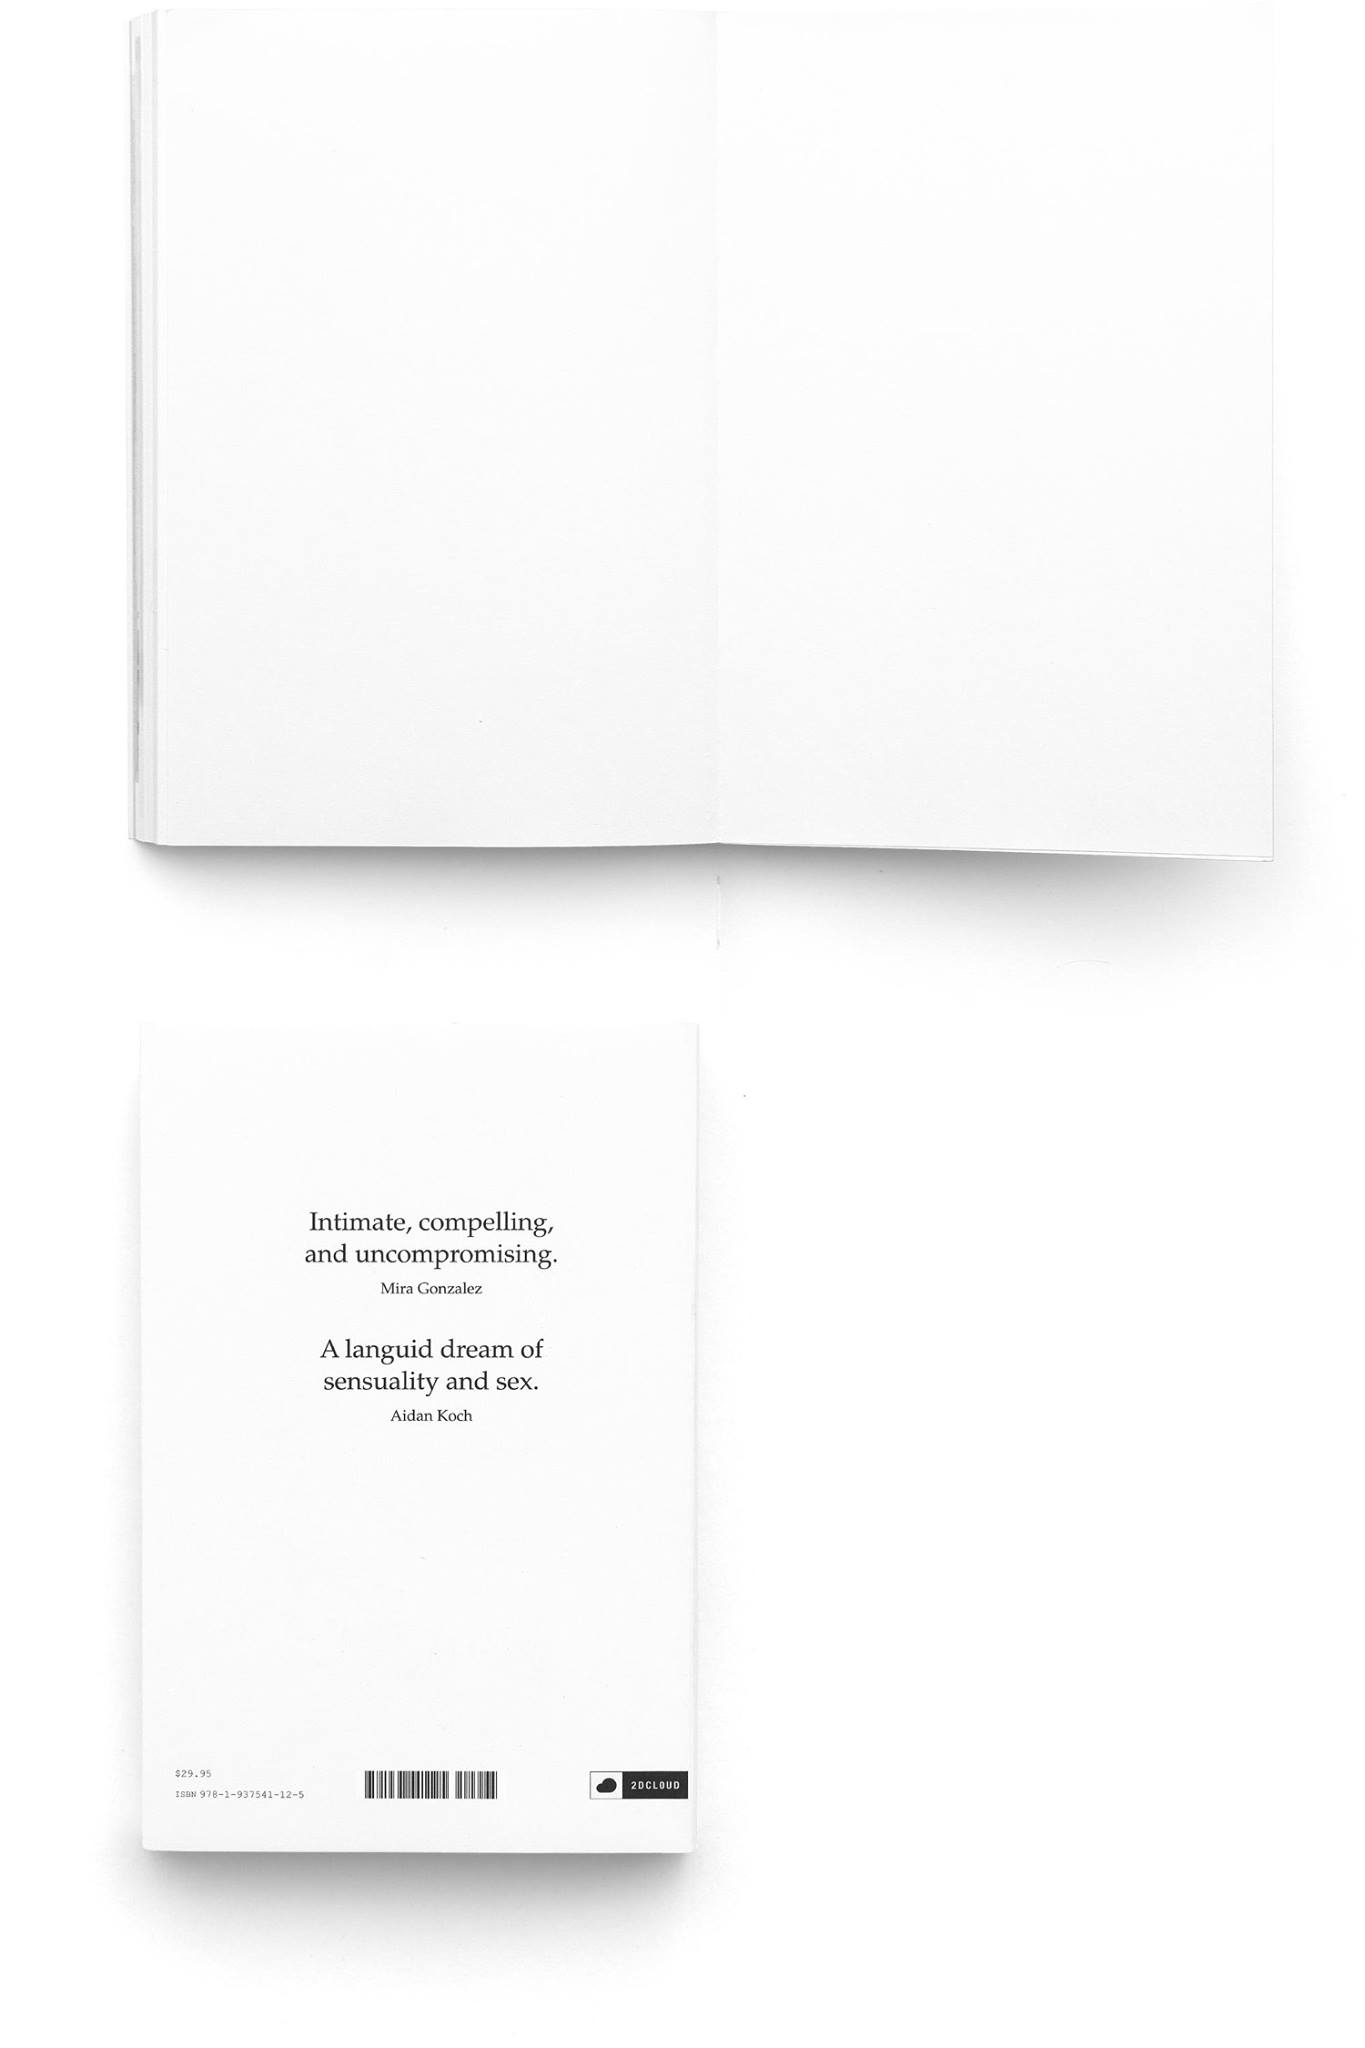 Intimate, compelling,
and uncompromising.
Mira Gonzalez
A languid dream of
sensuality and sex.
Aidan Koch
$29.95
ISBN 978-1-937541-12-5
2DCLOUD